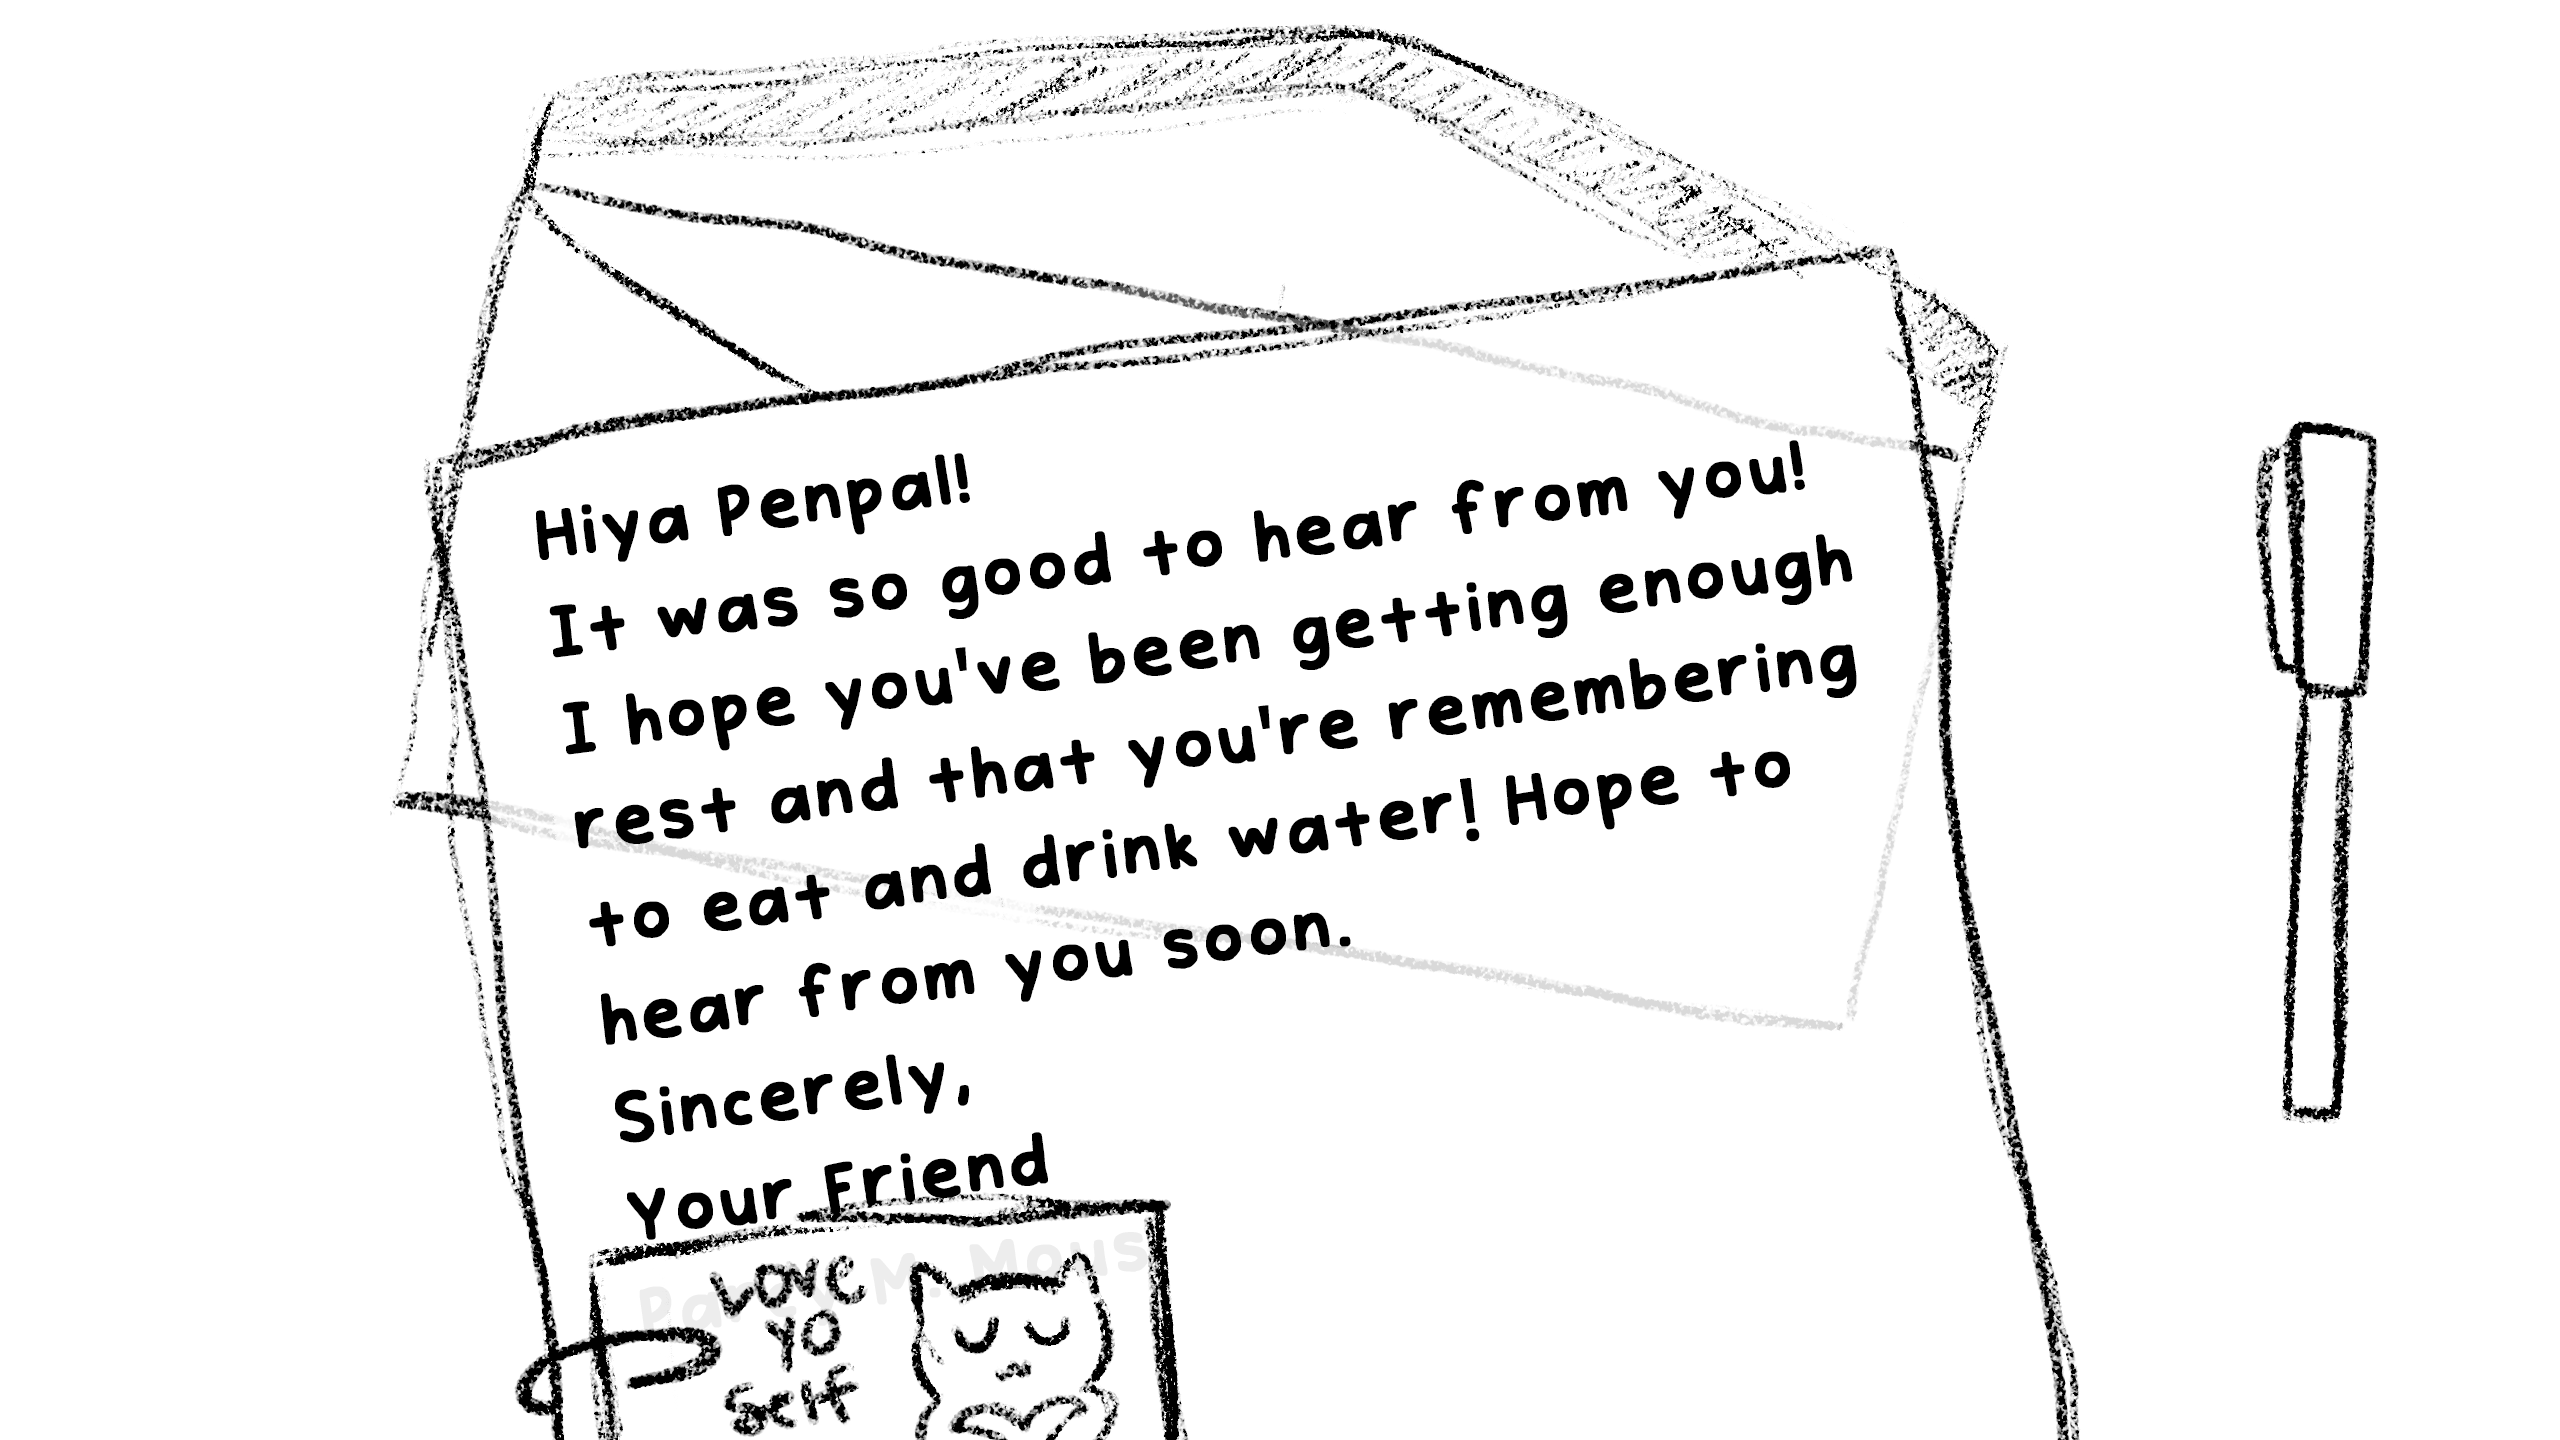 Hiya Penpal!
It was so good to hear from you!
I hope you've been getting enough
rest and that you're remembering
to eat and drink water! Hope to
hear from you soon.
Sincerely,
Your Friend
M. Mous
LOVE
YO
SELF